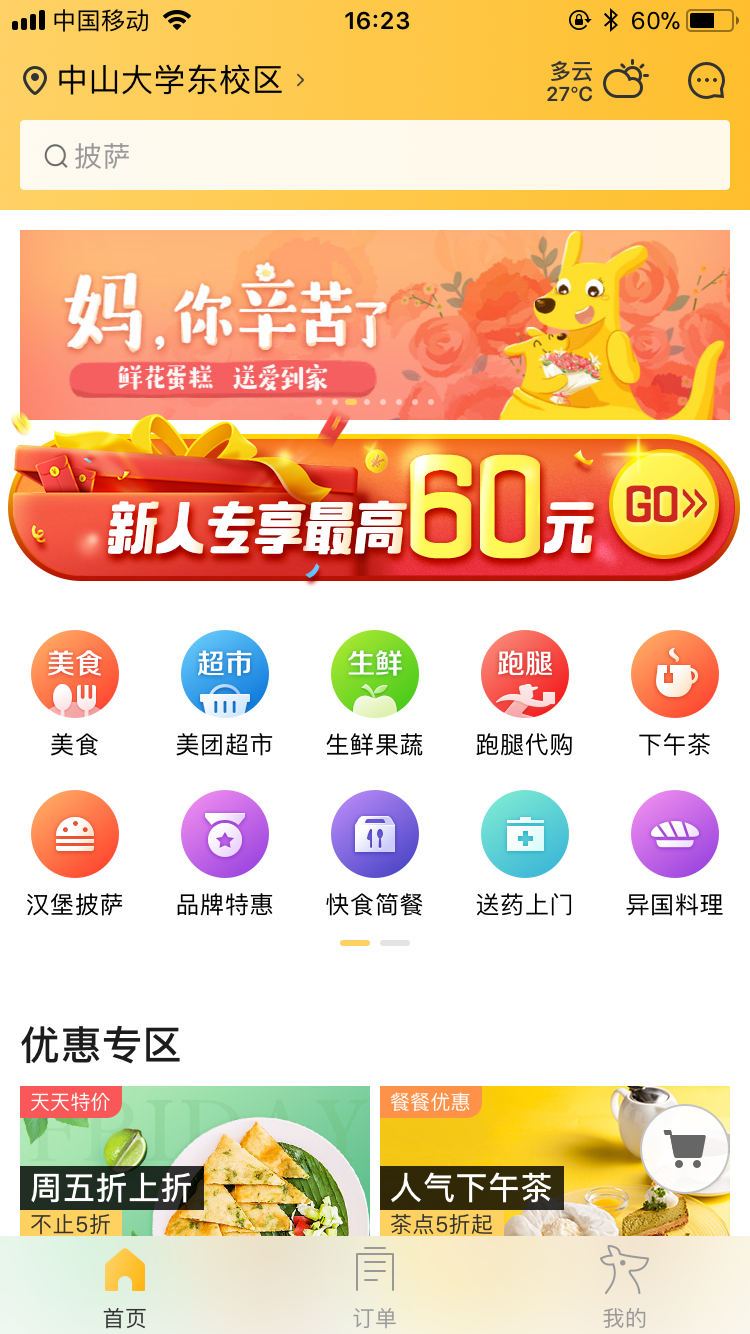 中国移动 16:23 60%
中山大学东校区
多云
27°C
披萨
妈,你辛苦了
鲜花蛋糕 送爱到家
新人专享最高60元 GO
美食 超市 生鲜 跑腿
美食 美团超市 生鲜果蔬 跑腿代购 下午茶
汉堡披萨 品牌特惠 快食简餐 送药上门 异国料理
优惠专区
天天特价
FRIDAY
周五折上折
不止5折
餐餐优惠
人气下午茶
茶点5折起
首页 订单 我的